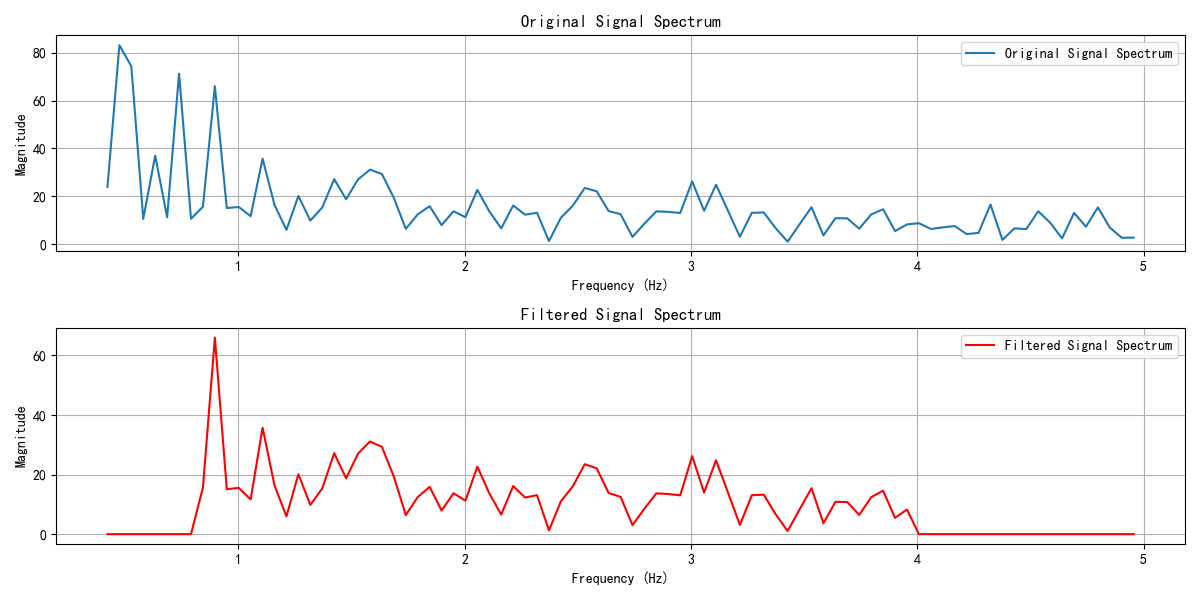 Original Signal Spectrum
Original Signal Spectrum
Magnitude
80
60
40
20
0
1 2 3 4 5
Frequency (Hz)
Filtered Signal Spectrum
Filtered Signal Spectrum
Magnitude
60
40
20
0
1 2 3 4 5
Frequency (Hz)